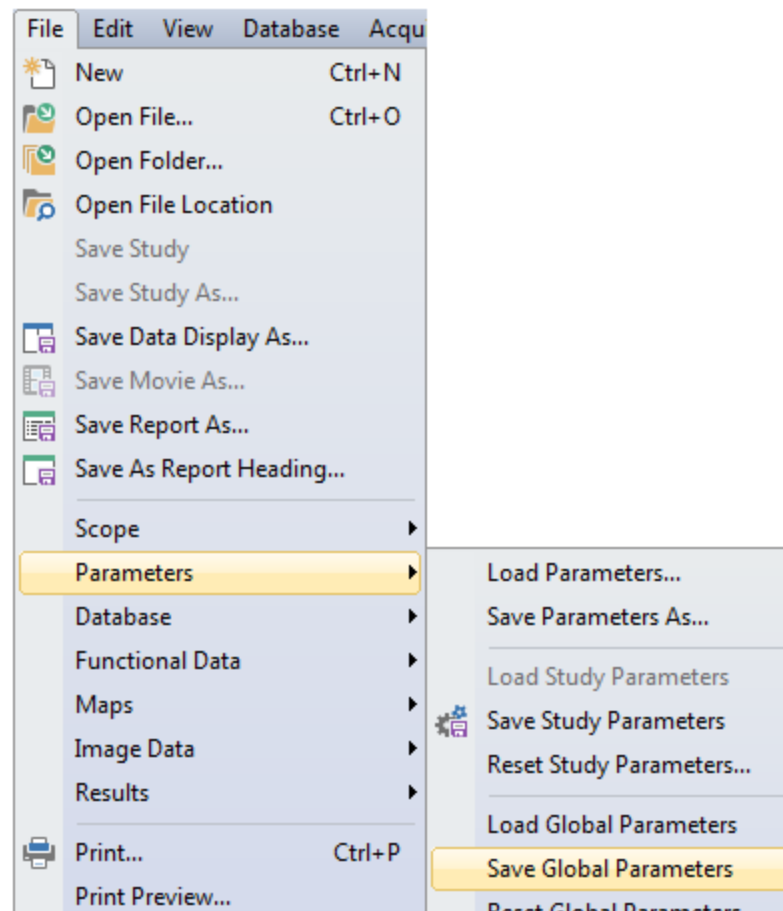 File Edit View Database Acqu
New Ctrl+N
Open File... Ctrl+O
Open Folder...
Open File Location
Save Study
Save Study As...
Save Data Display As...
Save Movie As...
Save Report As...
Save As Report Heading...
Scope
Parameters
Database
Functional Data
Maps
Image Data
Results
Print... Ctrl+P
Print Preview...
Load Parameters...
Save Parameters As...
Load Study Parameters
Save Study Parameters
Reset Study Parameters...
Load Global Parameters
Save Global Parameters
Reset Global Parameters